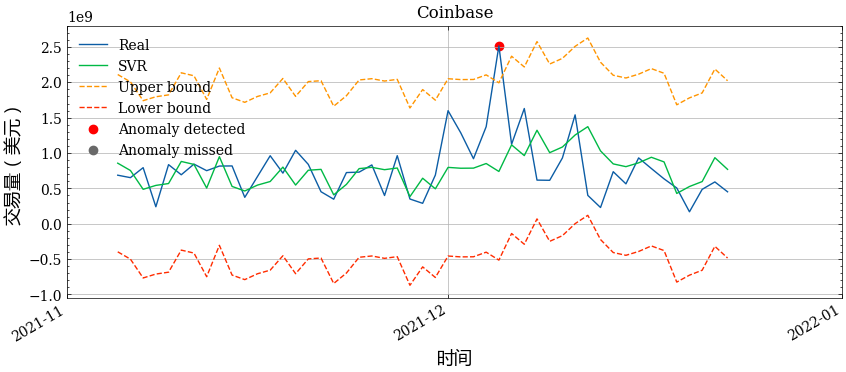 Coinbase
1e9
Real
SVR
Upper bound
Lower bound
Anomaly detected
Anomaly missed
2.5
2.0
1.5
1.0
0.5
0.0
−0.5
−1.0
交易量（美元）
2021-11
2021-12
2022-01
时间